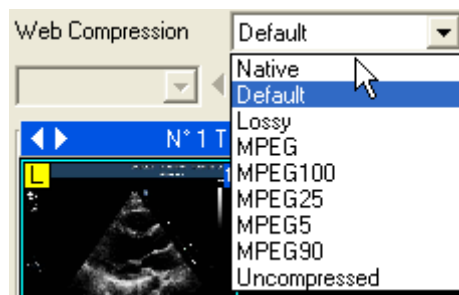 Web Compression
Default
Native
Default
Lossy
N° 1 T
MPEG
L
MPEG100
MPEG25
MPEG5
MPEG90
Uncompressed